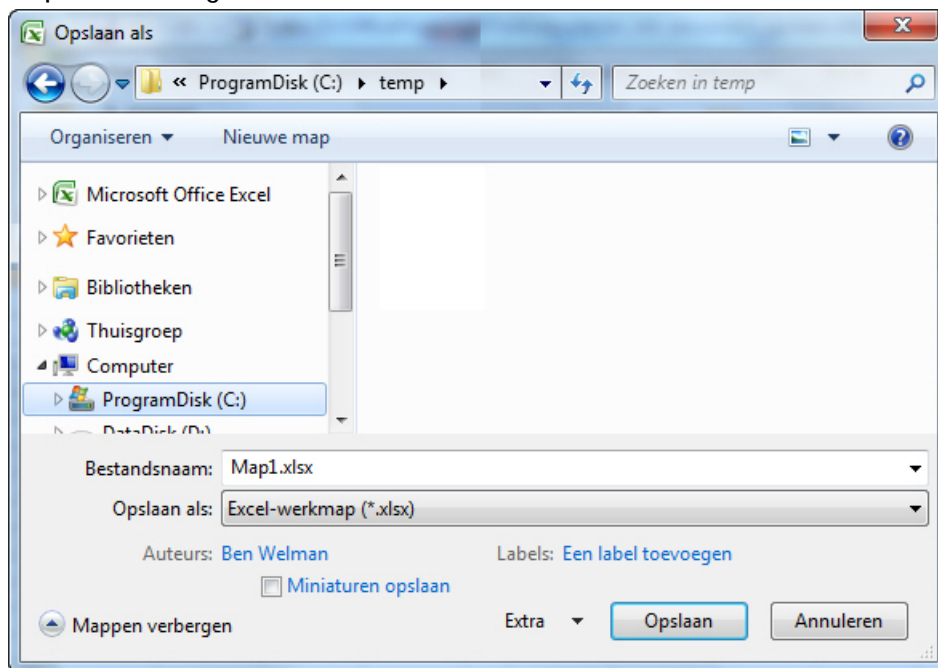 Opslaan als
« ProgramDisk (C:) temp Zoeken in temp
Organiseren Nieuwe map
Microsoft Office Excel
Favorieten
Bibliotheken
Thuisgroep
Computer
ProgramDisk (C:)
DataDisk (D:)
Bestandsnaam: Map1.xlsx
Opslaan als: Excel-werkmap (*.xlsx)
Auteurs: Ben Welman Labels: Een label toevoegen
Miniaturen opslaan
Mappen verbergen Extra Opslaan Annuleren